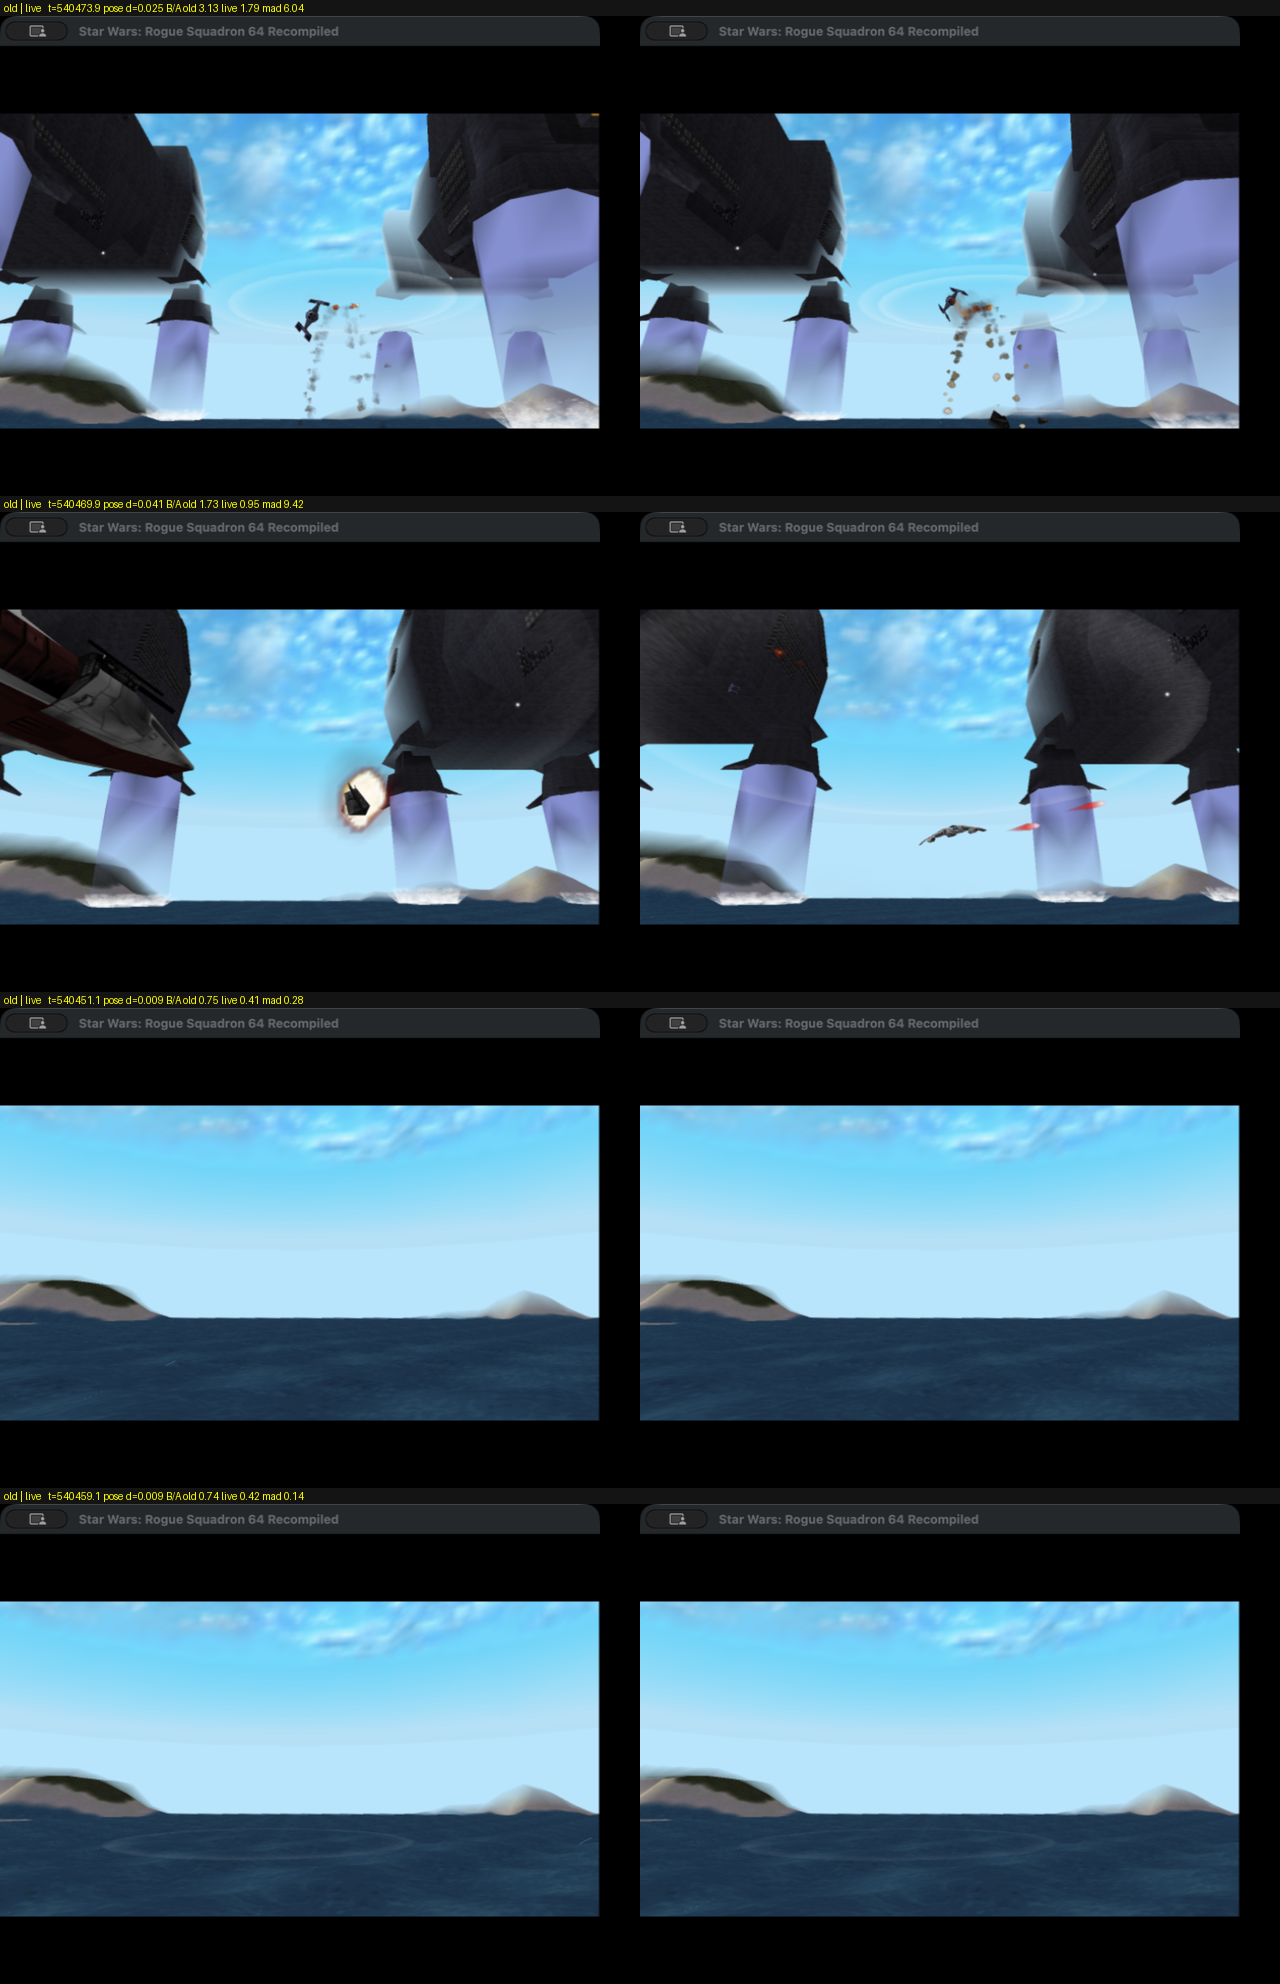 old | live t=540473.9 pose d=0.025 B/A old 3.13 live 1.79 mad 6.04
Star Wars: Rogue Squadron 64 Recompiled
Star Wars: Rogue Squadron 64 Recompiled
old | live t=540469.9 pose d=0.041 B/A old 1.73 live 0.95 mad 9.42
Star Wars: Rogue Squadron 64 Recompiled
Star Wars: Rogue Squadron 64 Recompiled
old | live t=540451.1 pose d=0.009 B/A old 0.75 live 0.41 mad 0.28
Star Wars: Rogue Squadron 64 Recompiled
Star Wars: Rogue Squadron 64 Recompiled
old | live t=540459.1 pose d=0.009 B/A old 0.74 live 0.42 mad 0.14
Star Wars: Rogue Squadron 64 Recompiled
Star Wars: Rogue Squadron 64 Recompiled